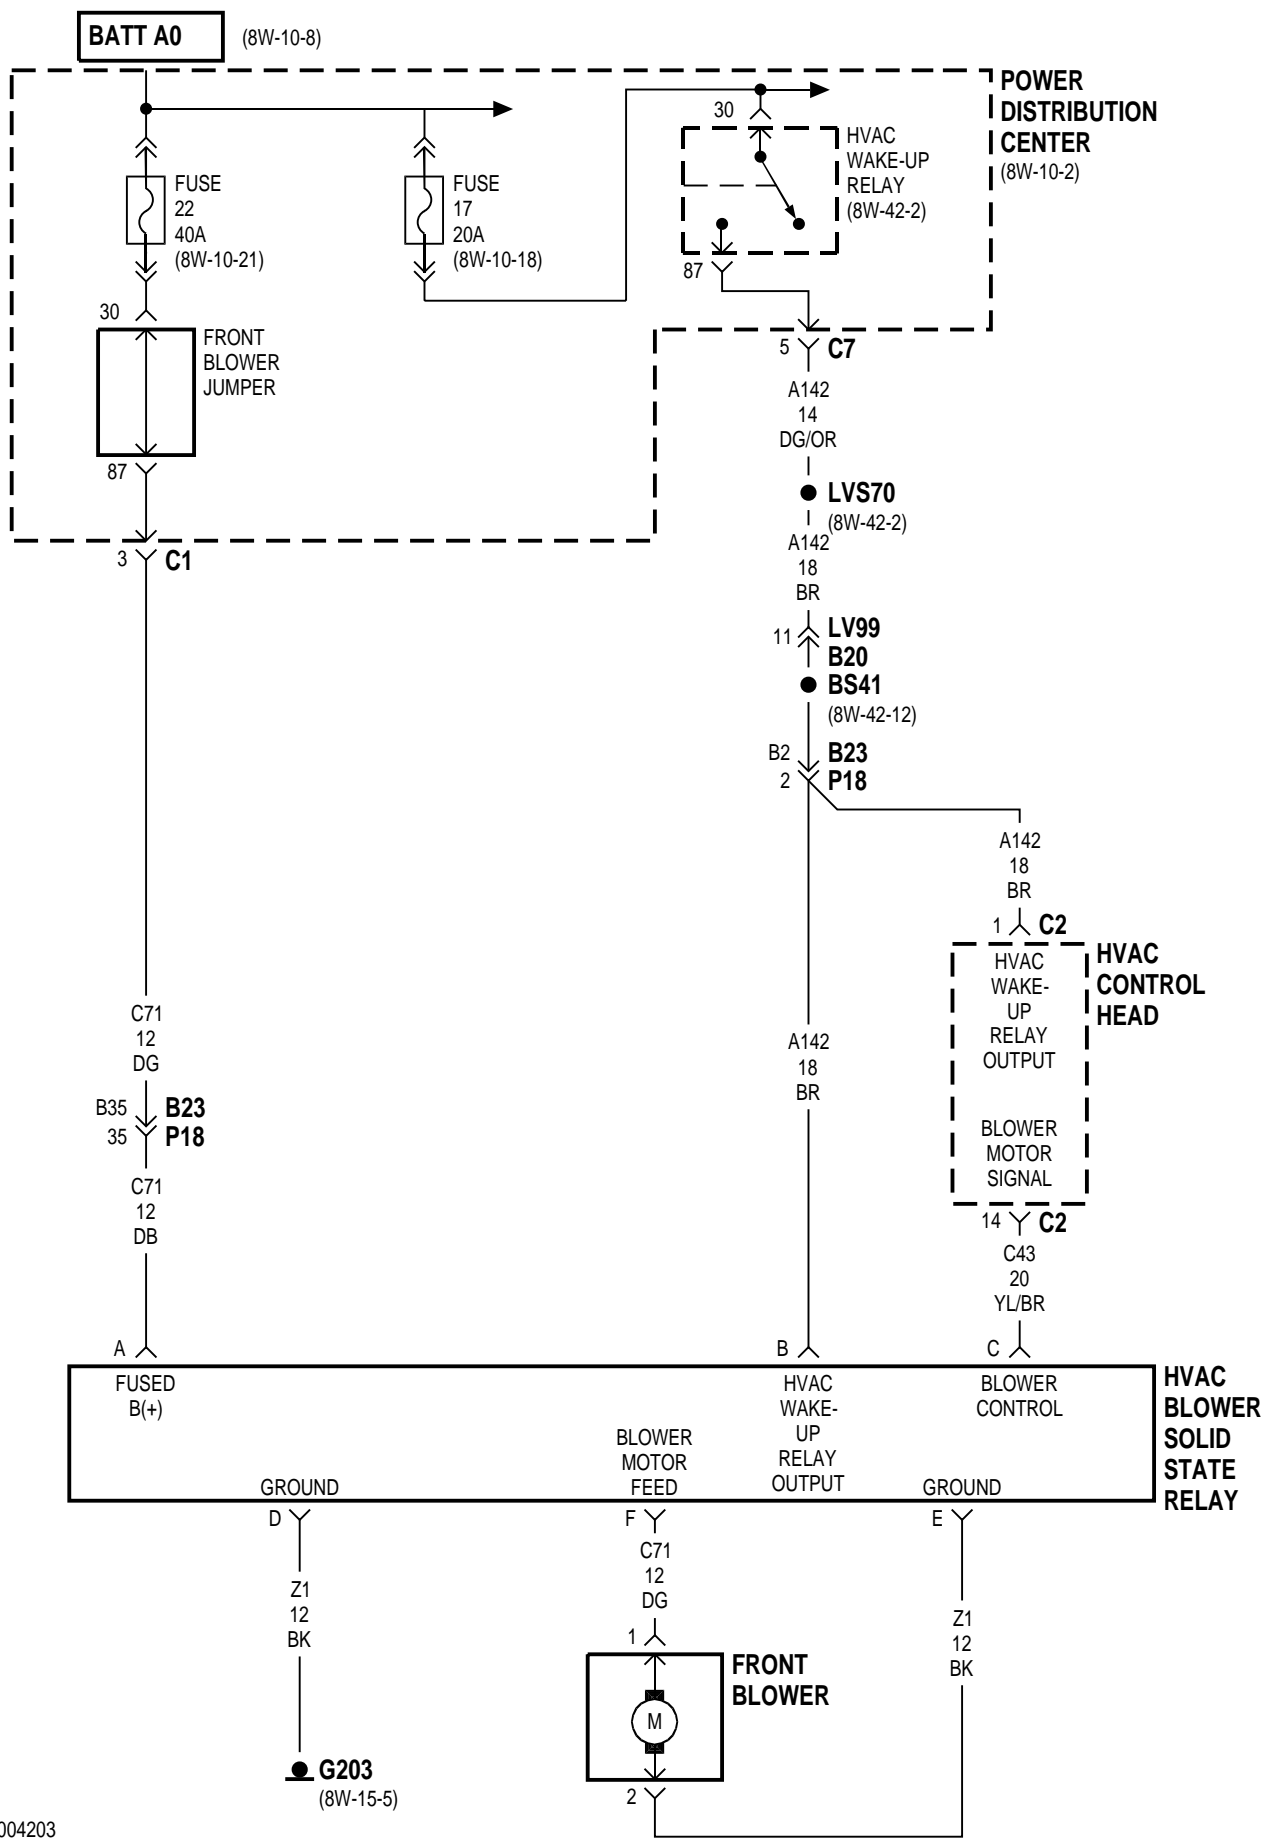 BATT A0
(8W-10-8)
POWER
DISTRIBUTION
CENTER
(8W-10-2)
30
HVAC
WAKE-UP
RELAY
(8W-42-2)
FUSE
22
40A
(8W-10-21)
FUSE
17
20A
(8W-10-18)
87
30
FRONT
BLOWER
JUMPER
87
3
C1
5
C7
A142
14
DG/OR
LVS70
(8W-42-2)
A142
18
BR
11
LV99
B20
BS41
(8W-42-12)
B2
B23
2
P18
A142
18
BR
1
C2
HVAC
WAKE-
UP
RELAY
OUTPUT
HVAC
CONTROL
HEAD
C71
12
DG
A142
18
BR
B35
B23
35
P18
BLOWER
MOTOR
SIGNAL
C71
12
DB
14
C2
C43
20
YL/BR
A
B
C
FUSED
B(+)
HVAC
WAKE-
UP
RELAY
OUTPUT
BLOWER
CONTROL
HVAC
BLOWER
SOLID
STATE
RELAY
BLOWER
MOTOR
FEED
GROUND
GROUND
D
F
E
C71
12
DG
Z1
12
BK
Z1
12
BK
1
FRONT
BLOWER
M
2
G203
(8W-15-5)
004203